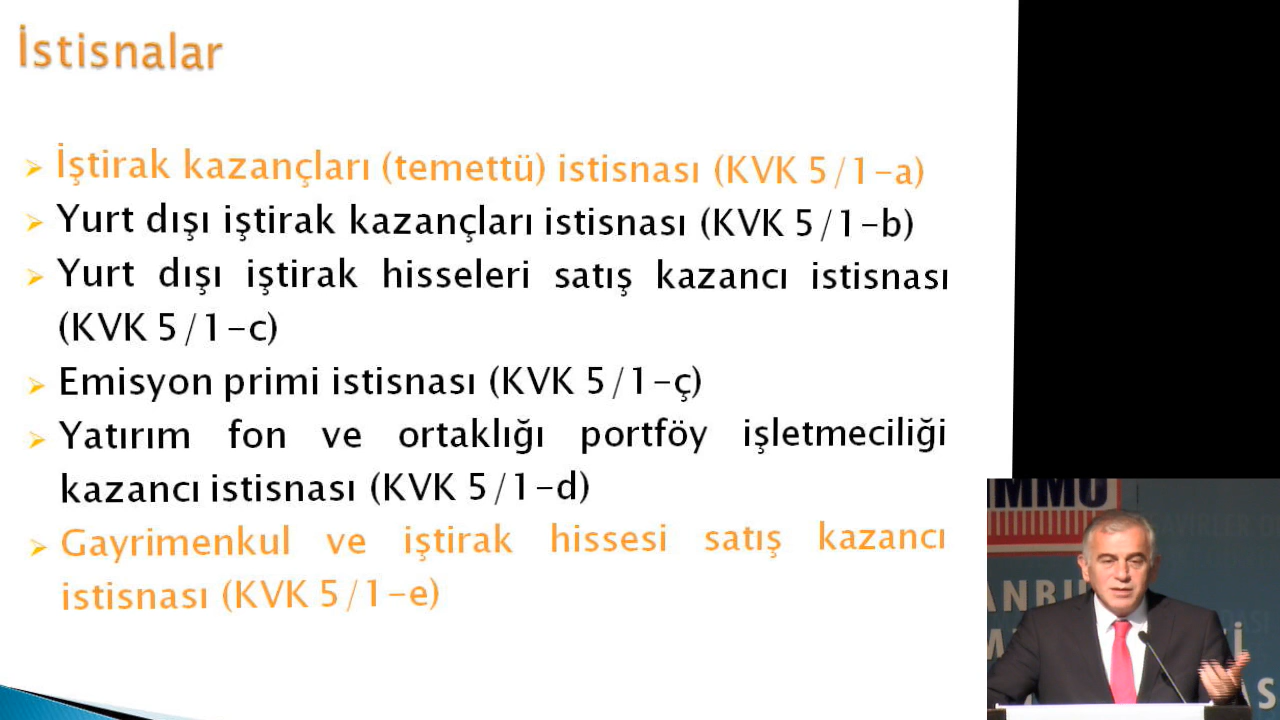 İstisnalar
İştirak kazançları (temettü) istisnası (KVK 5/1-a)
Yurt dışı iştirak kazançları istisnası (KVK 5/1-b)
Yurt dışı iştirak hisseleri satış kazancı istisnası
(KVK 5/1-c)
Emisyon primi istisnası (KVK 5/1-ç)
Yatırım fon ve ortaklığı portföy işletmeciliği
kazancı istisnası (KVK 5/1-d)
Gayrimenkul ve iştirak hissesi satış kazancı
istisnası (KVK 5/1-e)